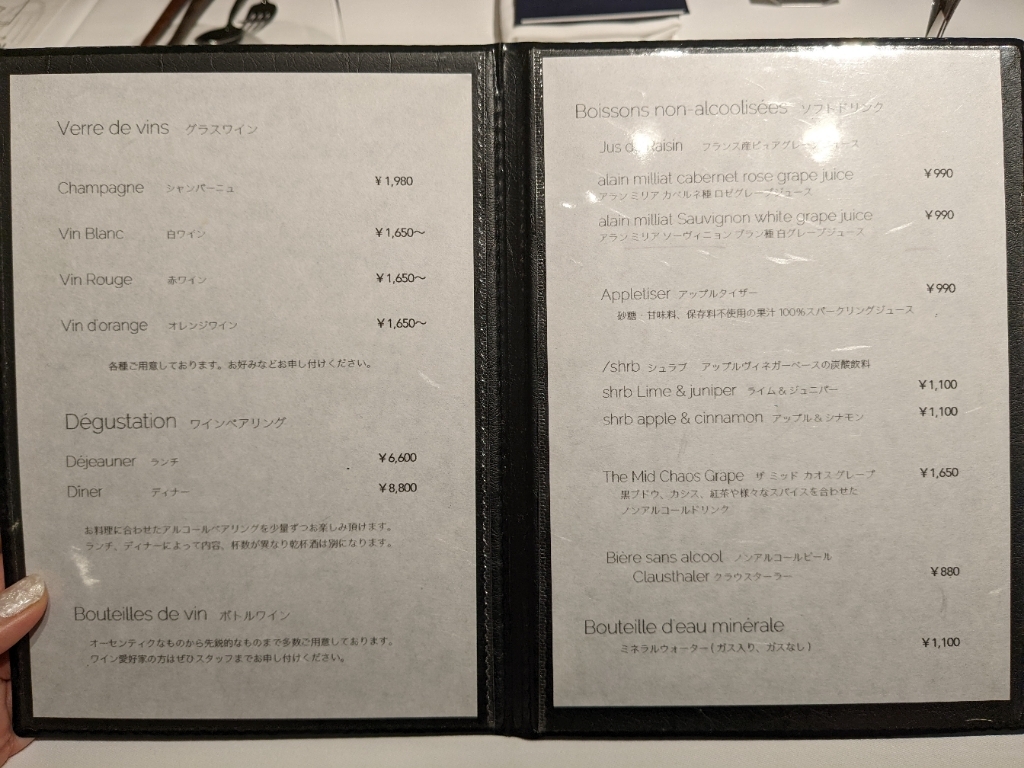 Verre de vins グラスワイン
Champagne シャンパーニュ ¥1,980
Vin Blanc 白ワイン ¥1,650～
Vin Rouge 赤ワイン ¥1,650～
Vin d'orange オレンジワイン ¥1,650～
各種ご用意しております。お好みなどお申し付けください。
Dégustation ワインペアリング
Déjeauner ランチ ¥6,600
Diner ディナー ¥8,800
お料理に合わせたアルコールペアリングを少量ずつお楽しみ頂けます。
ランチ、ディナーによって内容、杯数が異なり乾杯酒は別になります。
Bouteilles de vin ボトルワイン
オーセンティクなものから先鋭的なものまで多数ご用意しております。
ワイン愛好家の方はぜひスタッフまでお申し付けください。
Boissons non-alcoolisées ソフトドリンク
Jus de Raisin フランス産ピュアグレープジュース
alain milliat cabernet rose grape juice ¥990
アラン ミリア カベルネ種 ロゼグレープジュース
alain milliat Sauvignon white grape juice ¥990
アラン ミリア ソーヴィニョン ブラン種 白グレープジュース
Appletiser アップルタイザー ¥990
砂糖・甘味料、保存料不使用の果汁 100％スパークリングジュース
/shrb シュラブ アップルヴィネガーベースの炭酸飲料
shrb Lime & juniper ライム & ジュニパー ¥1,100
shrb apple & cinnamon アップル & シナモン ¥1,100
The Mid Chaos Grape ザ ミッド カオス グレープ ¥1,650
黒ブドウ、カシス、紅茶や様々なスパイスを合わせた
ノンアルコールドリンク
Bière sans alcool ノンアルコールビール
Clausthaler クラウスターラー ¥880
Bouteille d'eau minérale
ミネラルウォーター ( ガス入り、ガスなし ) ¥1,100